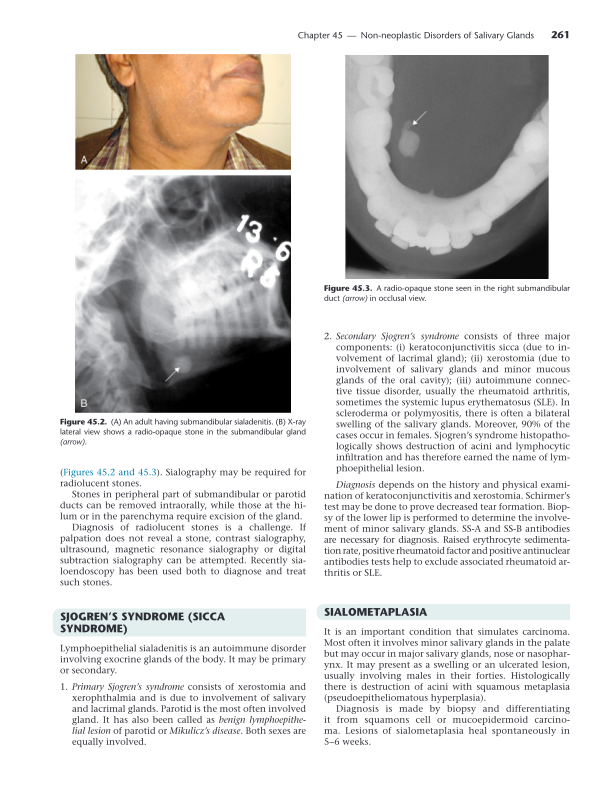 Chapter 45 — Non-neoplastic Disorders of Salivary Glands 261
A
B
13 6
R6
Figure 45.2. (A) An adult having submandibular sialadenitis. (B) X-ray
lateral view shows a radio-opaque stone in the submandibular gland
(arrow).
(Figures 45.2 and 45.3). Sialography may be required for
radiolucent stones.
Stones in peripheral part of submandibular or parotid
ducts can be removed intraorally, while those at the hi-
lum or in the parenchyma require excision of the gland.
Diagnosis of radiolucent stones is a challenge. If
palpation does not reveal a stone, contrast sialography,
ultrasound, magnetic resonance sialography or digital
subtraction sialography can be attempted. Recently sia-
loendoscopy has been used both to diagnose and treat
such stones.
SJOGREN’S SYNDROME (SICCA
SYNDROME)
Lymphoepithelial sialadenitis is an autoimmune disorder
involving exocrine glands of the body. It may be primary
or secondary.
1. Primary Sjogren’s syndrome consists of xerostomia and
xerophthalmia and is due to involvement of salivary
and lacrimal glands. Parotid is the most often involved
gland. It has also been called as benign lymphoepithe-
lial lesion of parotid or Mikulicz’s disease. Both sexes are
equally involved.
Figure 45.3. A radio-opaque stone seen in the right submandibular
duct (arrow) in occlusal view.
2. Secondary Sjogren’s syndrome consists of three major
components: (i) keratoconjunctivitis sicca (due to in-
volvement of lacrimal gland); (ii) xerostomia (due to
involvement of salivary glands and minor mucous
glands of the oral cavity); (iii) autoimmune connec-
tive tissue disorder, usually the rheumatoid arthritis,
sometimes the systemic lupus erythematosus (SLE). In
scleroderma or polymyositis, there is often a bilateral
swelling of the salivary glands. Moreover, 90% of the
cases occur in females. Sjogren’s syndrome histopatho-
logically shows destruction of acini and lymphocytic
infiltration and has therefore earned the name of lym-
phoepithelial lesion.
Diagnosis depends on the history and physical exami-
nation of keratoconjunctivitis and xerostomia. Schirmer’s
test may be done to prove decreased tear formation. Biop-
sy of the lower lip is performed to determine the involve-
ment of minor salivary glands. SS-A and SS-B antibodies
are necessary for diagnosis. Raised erythrocyte sedimenta-
tion rate, positive rheumatoid factor and positive antinuclear
antibodies tests help to exclude associated rheumatoid ar-
thritis or SLE.
SIALOMETAPLASIA
It is an important condition that simulates carcinoma.
Most often it involves minor salivary glands in the palate
but may occur in major salivary glands, nose or nasophar-
ynx. It may present as a swelling or an ulcerated lesion,
usually involving males in their forties. Histologically
there is destruction of acini with squamous metaplasia
(pseudoepitheliomatous hyperplasia).
Diagnosis is made by biopsy and differentiating
it from squamons cell or mucoepidermoid carcino-
ma. Lesions of sialometaplasia heal spontaneously in
5–6 weeks.